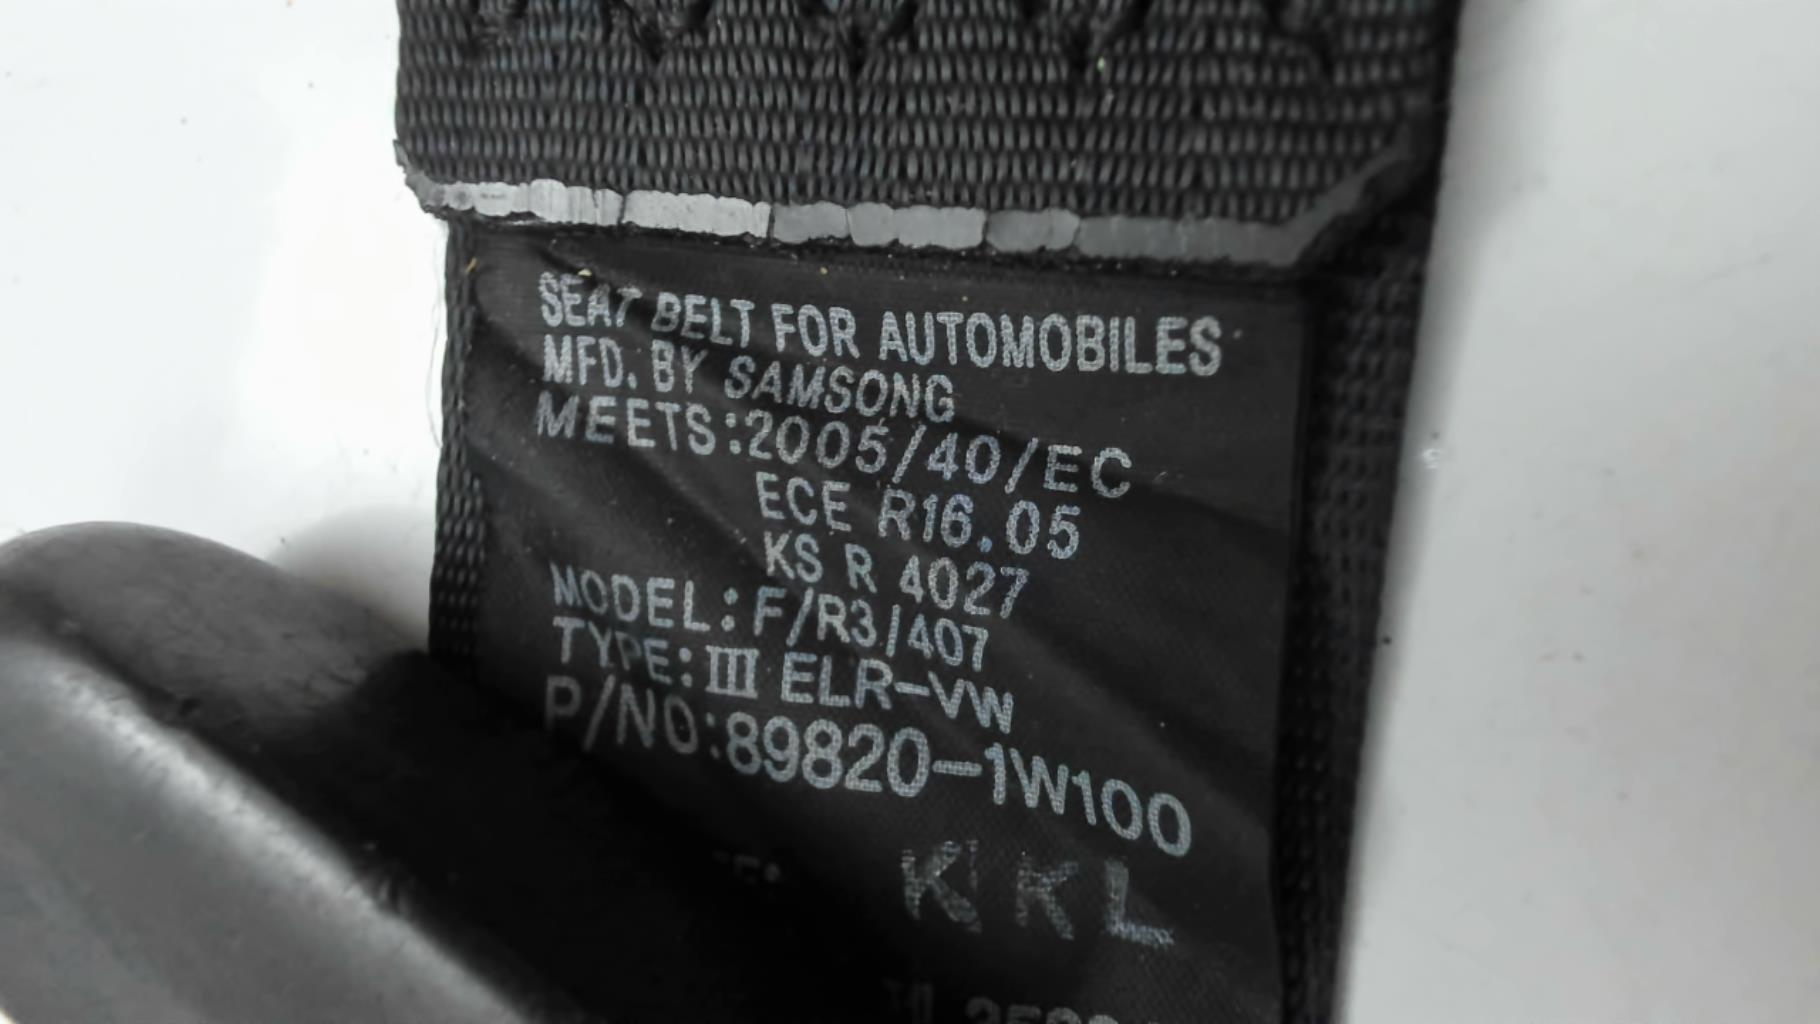 SEAT BELT FOR AUTOMOBILES
MFD. BY SAMSONG
MEETS:2005/40/EC
ECE R16.05
KS R 4027
MODEL: F/R3/407
TYPE: III ELR-VW
P/NO:89820-1W100
K K L